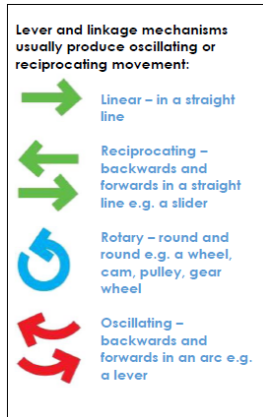 Lever and linkage mechanisms
usually produce oscillating or
reciprocating movement:
Linear – in a straight
line
Reciprocating –
backwards and
forwards in a straight
line e.g. a slider
Rotary – round and
round e.g. a wheel,
cam, pulley, gear
wheel
Oscillating –
backwards and
forwards in an arc e.g.
a lever